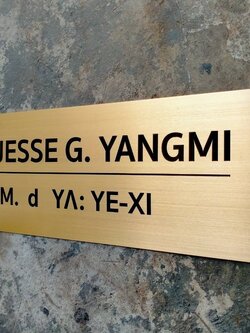 JESSE G. YANGMI
M. d YΛ: YE-XI